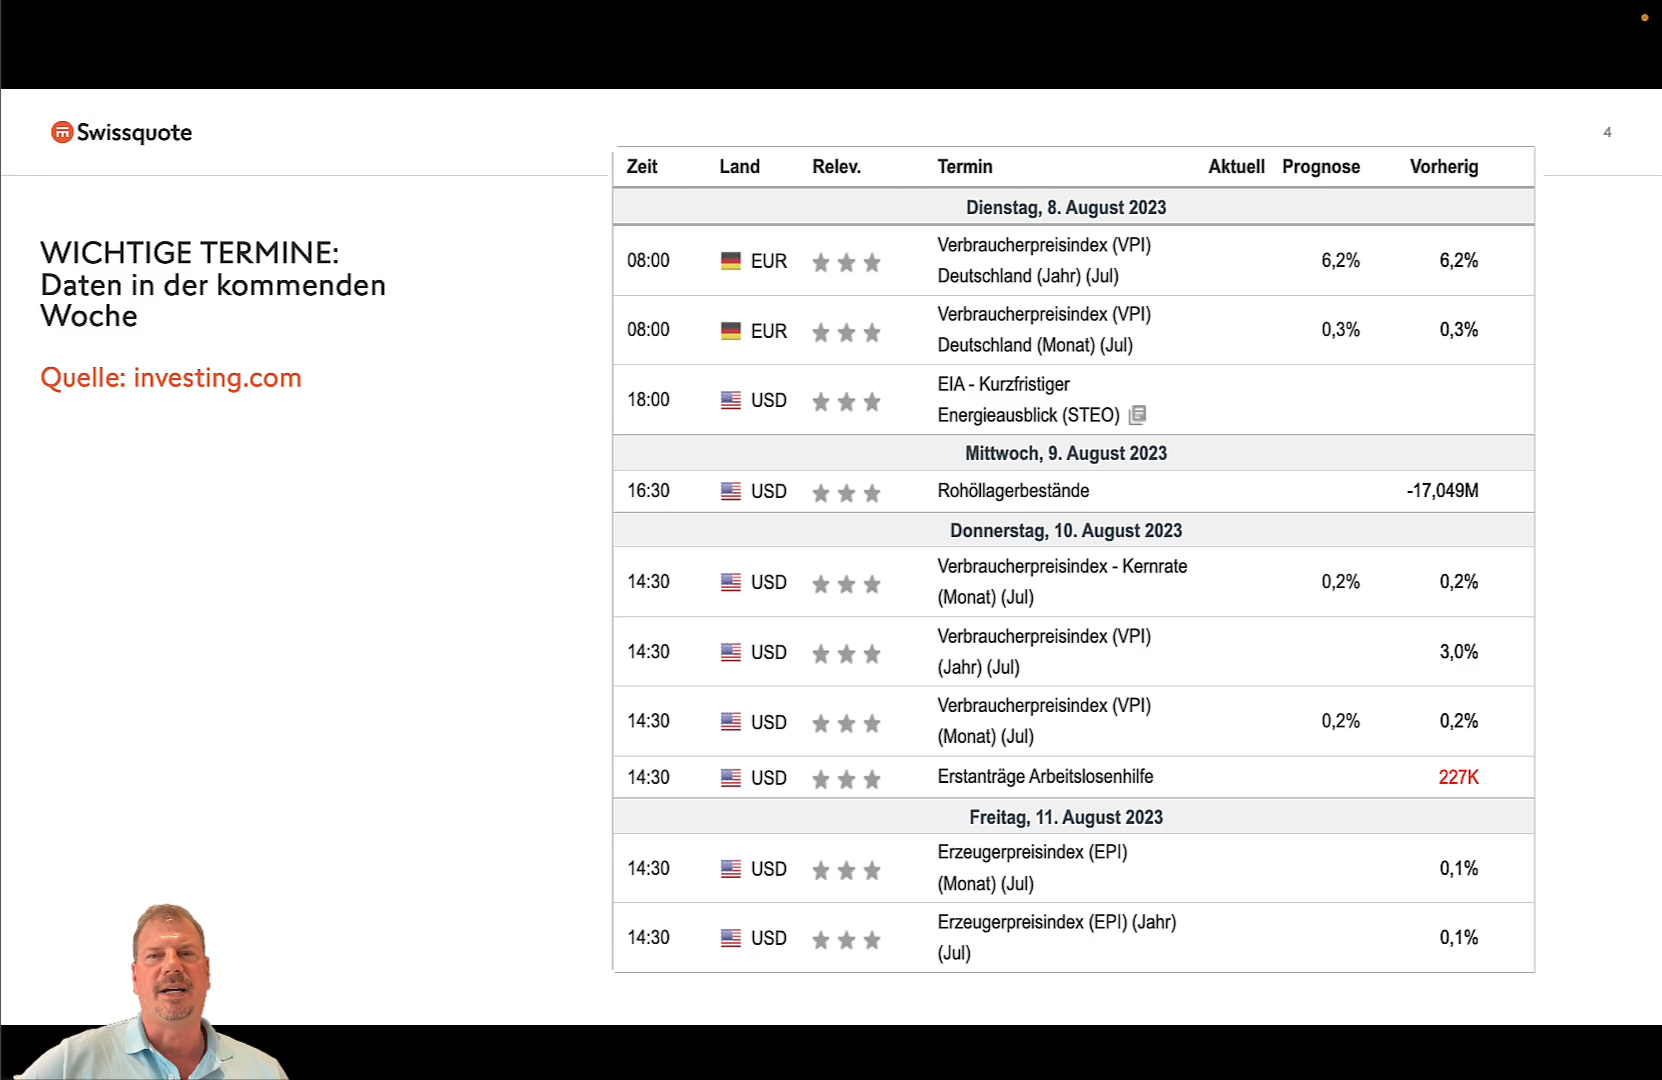 Swissquote
4
WICHTIGE TERMINE:
Daten in der kommenden
Woche
Quelle: investing.com
Zeit Land Relev. Termin Aktuell Prognose Vorherig
Dienstag, 8. August 2023
08:00 EUR Verbraucherpreisindex (VPI) 6,2% 6,2%
Deutschland (Jahr) (Jul)
08:00 EUR Verbraucherpreisindex (VPI) 0,3% 0,3%
Deutschland (Monat) (Jul)
18:00 USD EIA - Kurzfristiger
Energieausblick (STEO)
Mittwoch, 9. August 2023
16:30 USD Rohöllagerbestände -17,049M
Donnerstag, 10. August 2023
14:30 USD Verbraucherpreisindex - Kernrate 0,2% 0,2%
(Monat) (Jul)
14:30 USD Verbraucherpreisindex (VPI) 3,0%
(Jahr) (Jul)
14:30 USD Verbraucherpreisindex (VPI) 0,2% 0,2%
(Monat) (Jul)
14:30 USD Erstanträge Arbeitslosenhilfe 227K
Freitag, 11. August 2023
14:30 USD Erzeugerpreisindex (EPI) 0,1%
(Monat) (Jul)
14:30 USD Erzeugerpreisindex (EPI) (Jahr) 0,1%
(Jul)